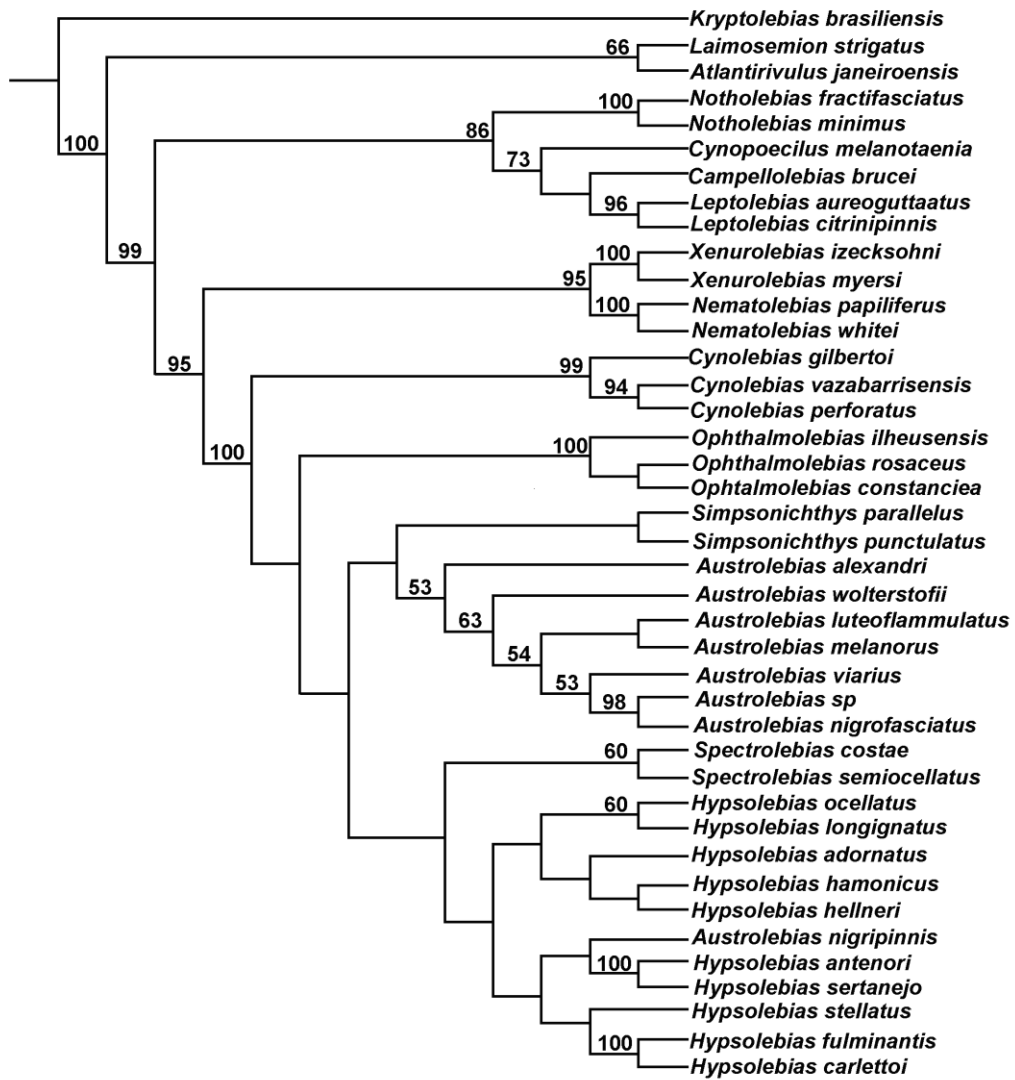 Kryptolebias brasiliensis
66
Laimosemion strigatus
Atlantirivulus janeiroensis
100
Notholebias fractifasciatus
100
86
Notholebias minimus
Cynopoecilus melanotaenia
73
Campellolebias brucei
96
Leptolebias aureoguttaatus
Leptolebias citrinipinnis
99
100
Xenurolebias izecksohni
95
Xenurolebias myersi
100
Nematolebias papiliferus
Nematolebias whitei
95
99
Cynolebias gilbertoi
94
Cynolebias vazabarrisensis
Cynolebias perforatus
100
100
Ophthalmolebias ilheusensis
Ophthalmolebias rosaceus
Ophtalmolebias constanciea
Simpsonichthys parallelus
Simpsonichthys punctulatus
Austrolebias alexandri
53
Austrolebias wolterstofii
63
Austrolebias luteoflammulatus
54
Austrolebias melanorus
53
Austrolebias viarius
98
Austrolebias sp
Austrolebias nigrofasciatus
60
Spectrolebias costae
Spectrolebias semiocellatus
60
Hypsolebias ocellatus
Hypsolebias longignatus
Hypsolebias adornatus
Hypsolebias hamonicus
Hypsolebias hellneri
Austrolebias nigripinnis
100
Hypsolebias antenori
Hypsolebias sertanejo
Hypsolebias stellatus
100
Hypsolebias fulminantis
Hypsolebias carlettoi